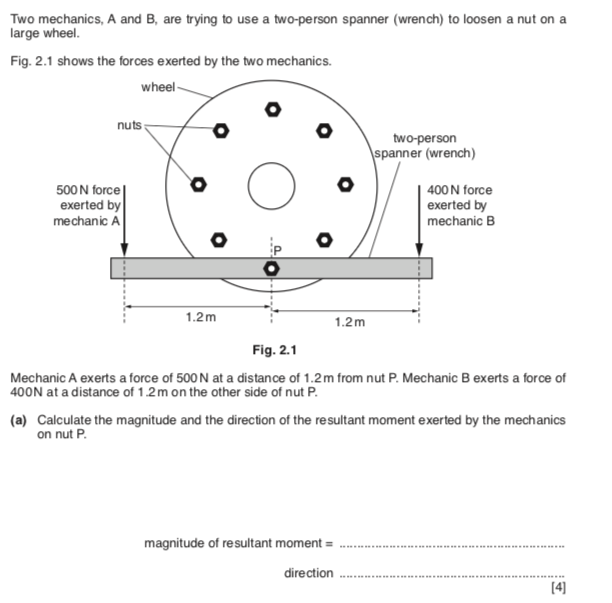 Two mechanics, A and B, are trying to use a two-person spanner (wrench) to loosen a nut on a
large wheel.
Fig. 2.1 shows the forces exerted by the two mechanics.
wheel
nuts
two-person
spanner (wrench)
500 N force
exerted by
mechanic A
400 N force
exerted by
mechanic B
P
1.2 m
1.2 m
Fig. 2.1
Mechanic A exerts a force of 500 N at a distance of 1.2 m from nut P. Mechanic B exerts a force of
400 N at a distance of 1.2 m on the other side of nut P.
(a) Calculate the magnitude and the direction of the resultant moment exerted by the mechanics
on nut P.
magnitude of resultant moment = ................................................................
direction ................................................................
[4]